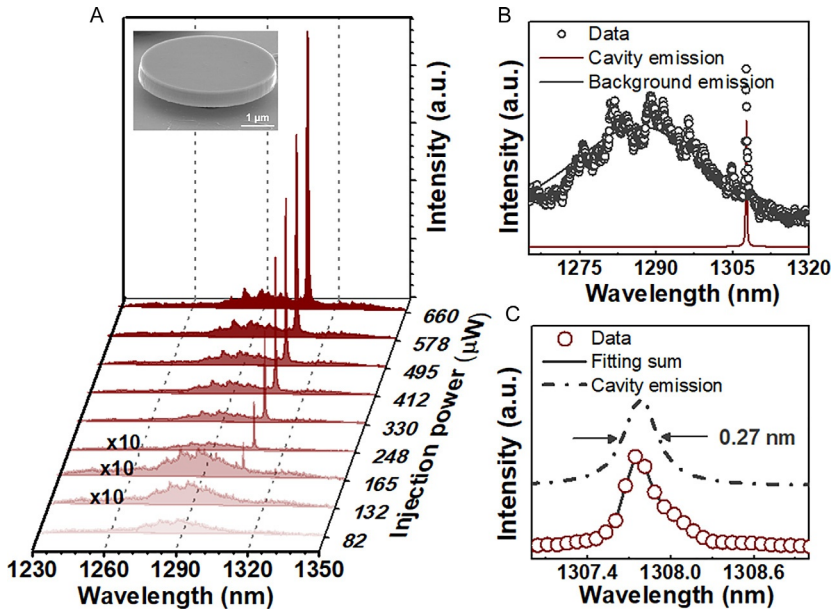 A
1 µm
Intensity (a.u.)
660
578
495
412
330
248
165
132
82
Injection power (µW)
x10
x10
x10
1230
1260
1290
1320
1350
Wavelength (nm)
B
Data
Cavity emission
Background emission
Intensity (a.u.)
1275
1290
1305
1320
Wavelength (nm)
C
Data
Fitting sum
Cavity emission
0.27 nm
Intensity (a.u.)
1307.4
1308.0
1308.6
Wavelength (nm)